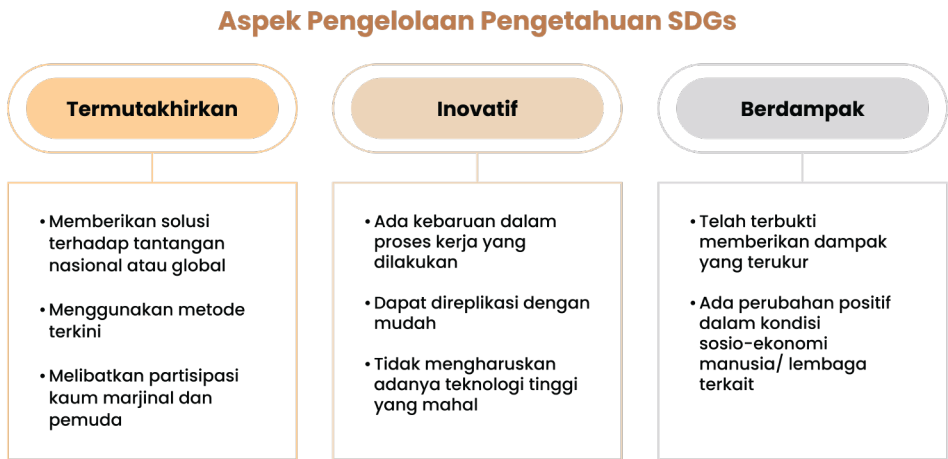 Aspek Pengelolaan Pengetahuan SDGs
Termutakhirkan
• Memberikan solusi
terhadap tantangan
nasional atau global
• Menggunakan metode
terkini
• Melibatkan partisipasi
kaum marjinal dan
pemuda
Inovatif
• Ada kebaruan dalam
proses kerja yang
dilakukan
• Dapat direplikasi dengan
mudah
• Tidak mengharuskan
adanya teknologi tinggi
yang mahal
Berdampak
• Telah terbukti
memberikan dampak
yang terukur
• Ada perubahan positif
dalam kondisi
sosio-ekonomi
manusia/ lembaga
terkait